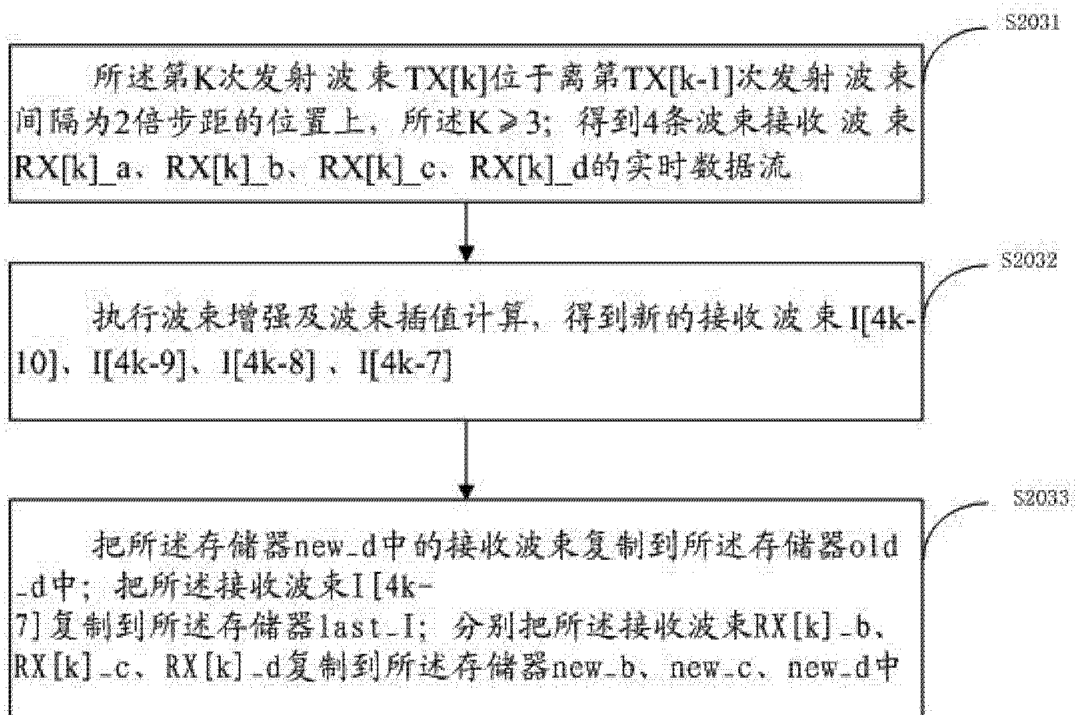 S2031
所述第K次发射波束TX[k]位于离第TX[k-1]次发射波束
间隔为2倍步距的位置上，所述K≥3；得到4条波束接收波束
RX[k]_a、RX[k]_b、RX[k]_c、RX[k]_d的实时数据流
S2032
执行波束增强及波束插值计算，得到新的接收波束I[4k-
10]、I[4k-9]、I[4k-8]、I[4k-7]
S2033
把所述存储器new_d中的接收波束复制到所述存储器old
_d中；把所述接收波束I[4k-
7]复制到所述存储器last_I；分别把所述接收波束RX[k]_b、
RX[k]_c、RX[k]_d复制到所述存储器new_b、new_c、new_d中